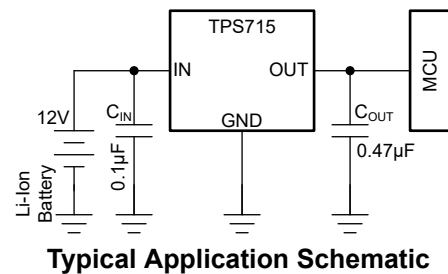 TPS715
IN
OUT
GND
MCU
12V
C_IN
0.1µF
C_OUT
0.47µF
Li-Ion
Battery
Typical Application Schematic